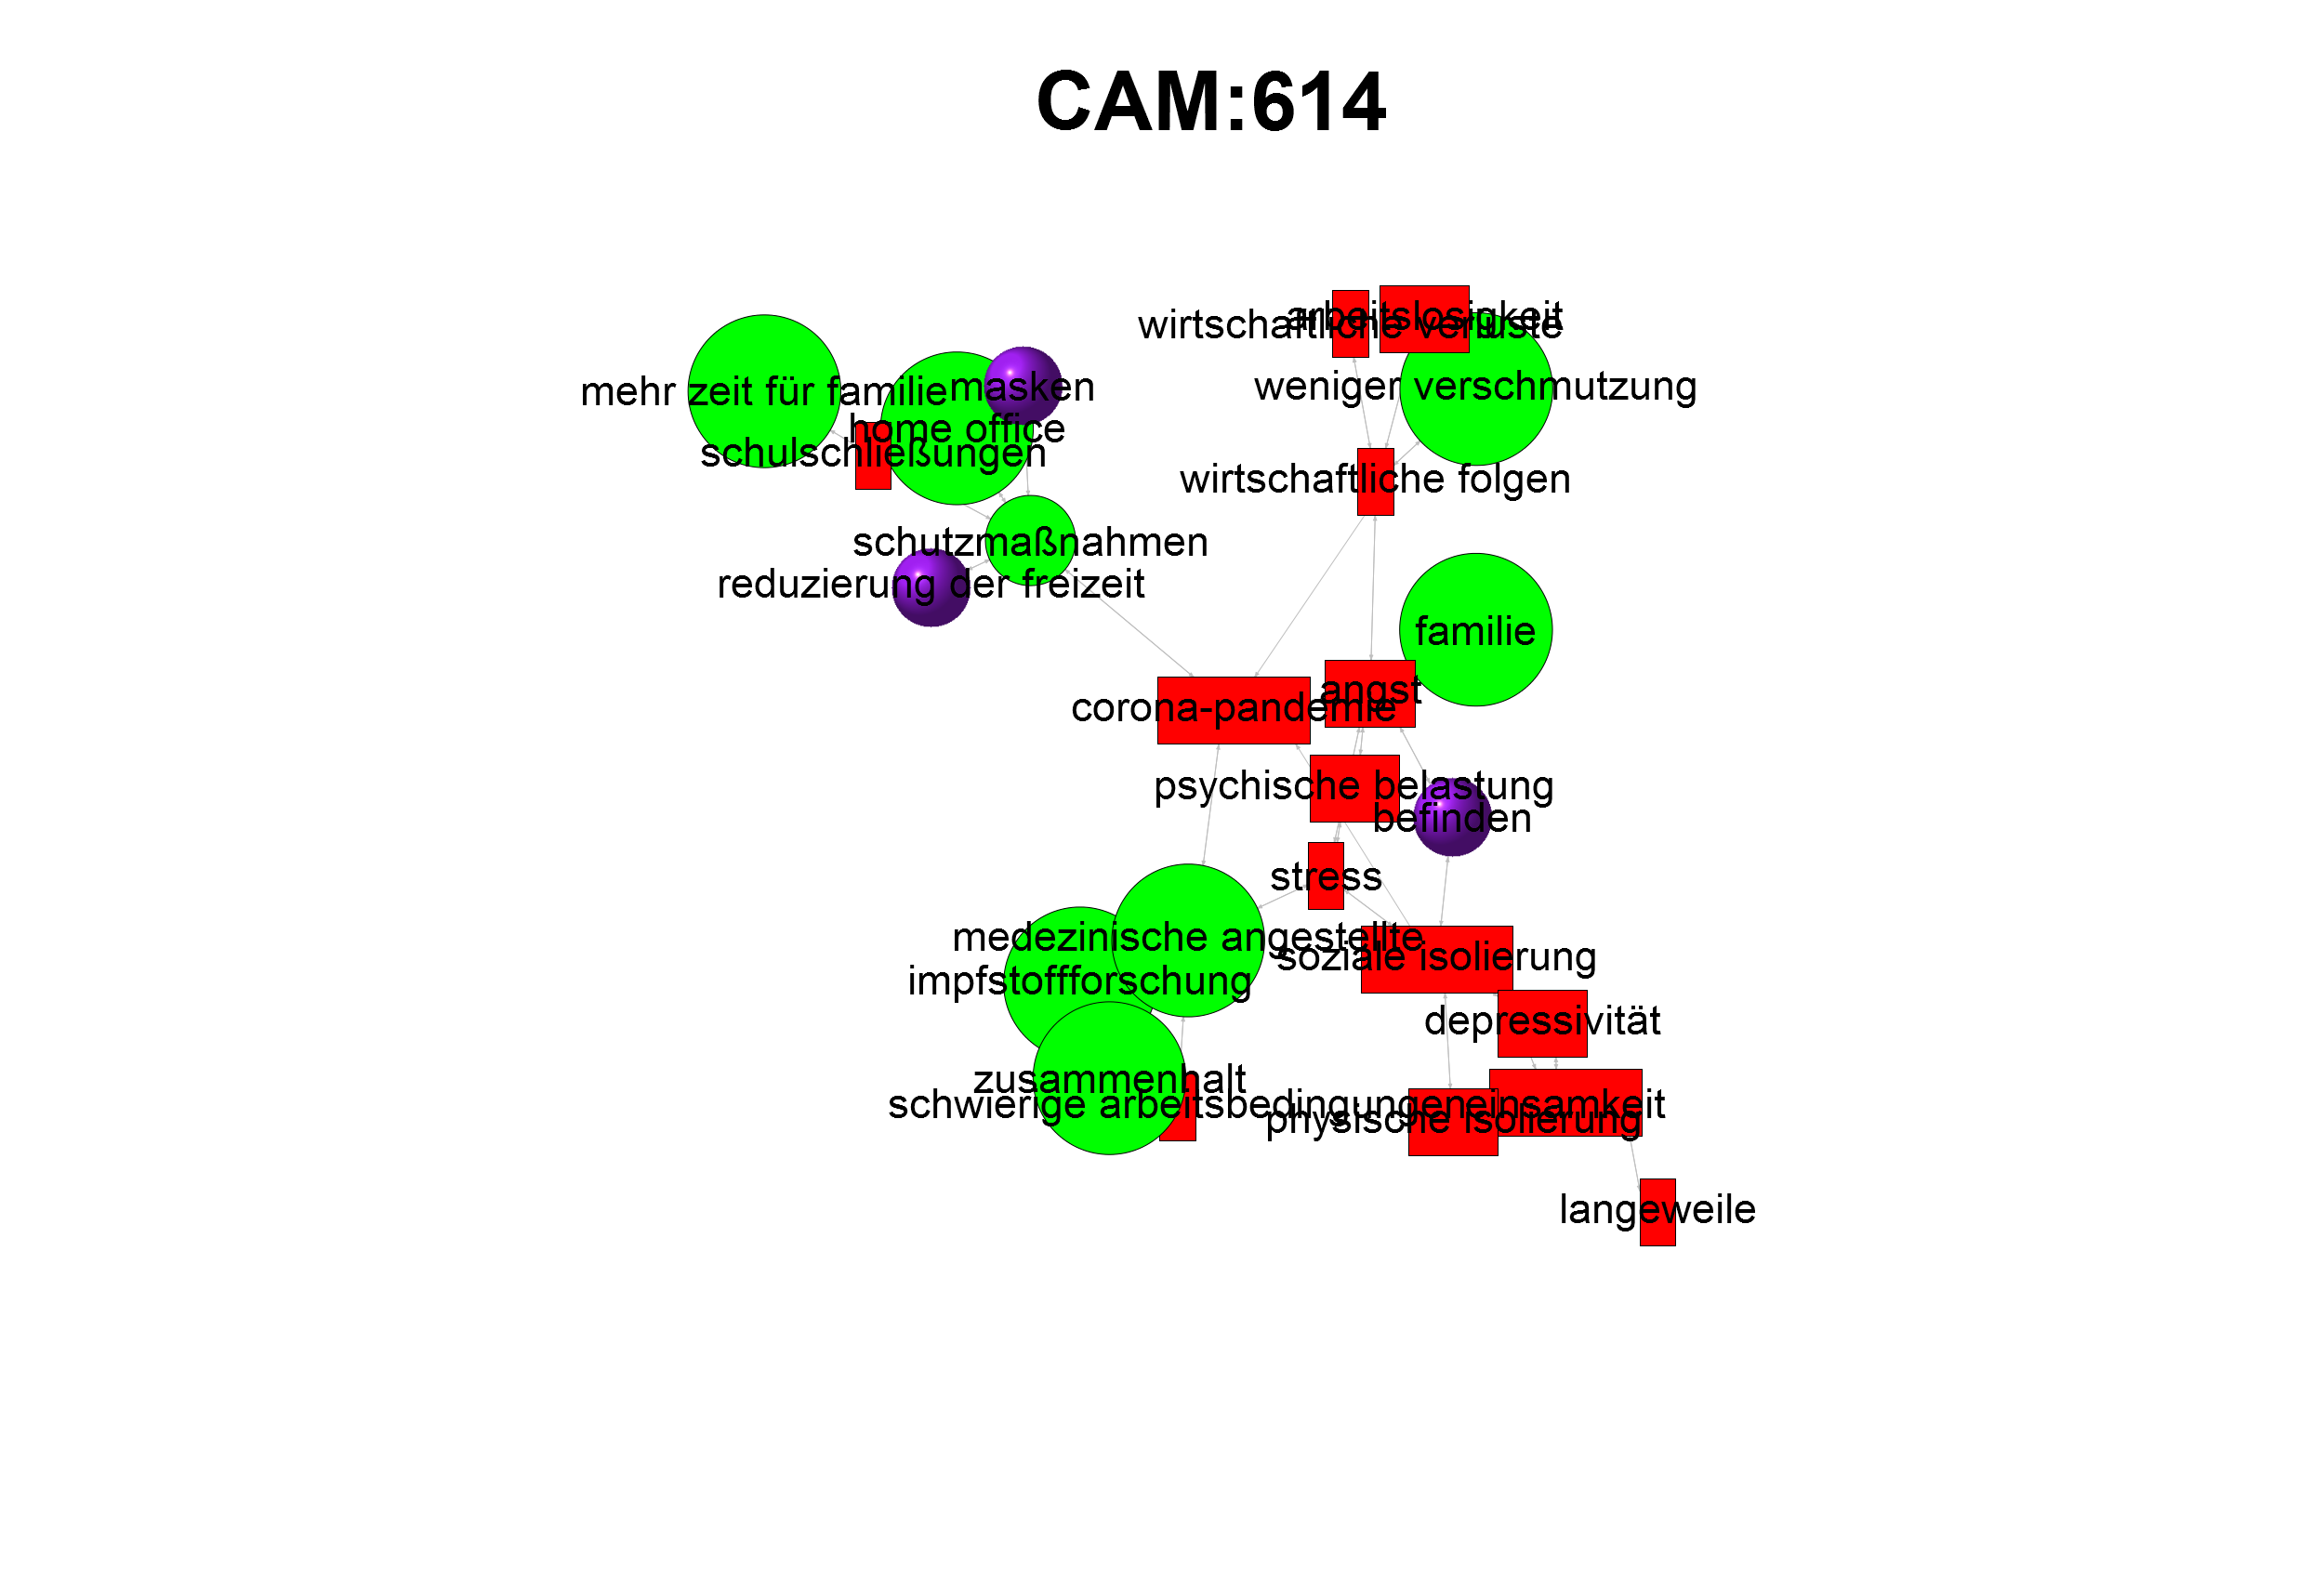 CAM:614
arbeitslosigkeit
wirtschaftliche verluste
mehr zeit für familie
masken
weniger verschmutzung
home office
schulschließungen
wirtschaftliche folgen
schutzmaßnahmen
reduzierung der freizeit
familie
angst
corona-pandemie
psychische belastung
befinden
stress
medezinische angestellte
soziale isolierung
impfstoffforschung
depressivität
zusammenhalt
schwierige arbeitsbedingungen
einsamkeit
physische isolierung
langeweile